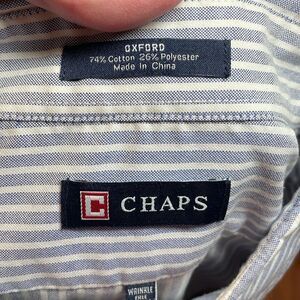 OXFORD
74% Cotton 26% Polyester
Made in China
C CHAPS
WRINKLE
FREE